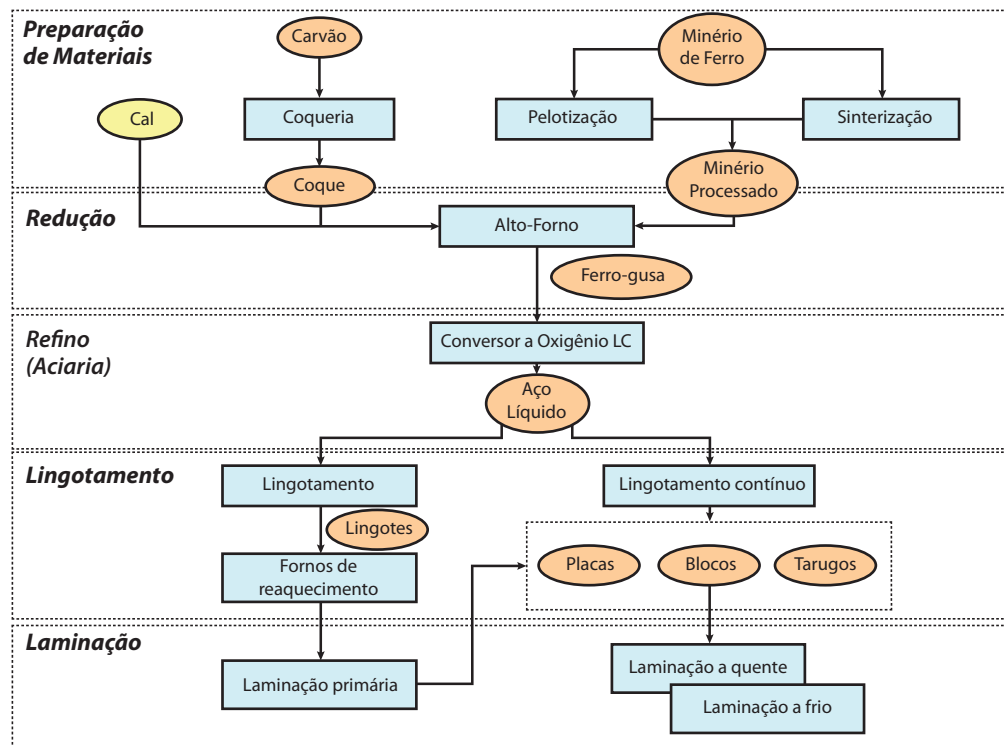 Preparação
de Materiais
Carvão
Minério
de Ferro
Cal
Coqueria
Pelotização
Sinterização
Coque
Minério
Processado
Redução
Alto-Forno
Ferro-gusa
Refino
(Aciaria)
Conversor a Oxigênio LC
Aço
Líquido
Lingotamento
Lingotamento
Lingotamento contínuo
Lingotes
Placas
Blocos
Tarugos
Fornos de
reaquecimento
Laminação
Laminação primária
Laminação a quente
Laminação a frio